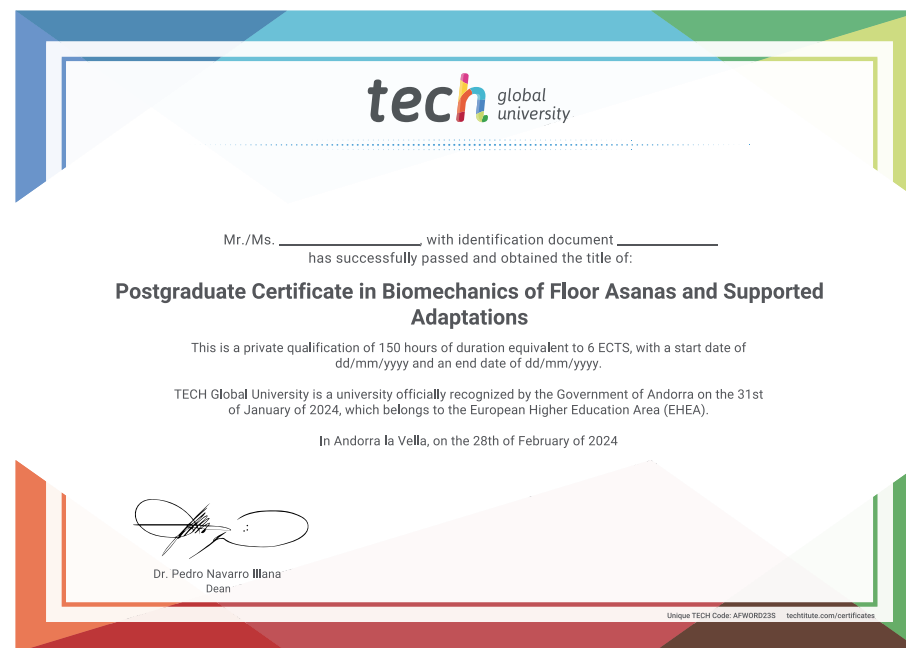 tech global university
Mr./Ms. ____________________, with identification document ______________
has successfully passed and obtained the title of:
Postgraduate Certificate in Biomechanics of Floor Asanas and Supported
Adaptations
This is a private qualification of 150 hours of duration equivalent to 6 ECTS, with a start date of
dd/mm/yyyy and an end date of dd/mm/yyyy.
TECH Global University is a university officially recognized by the Government of Andorra on the 31st
of January of 2024, which belongs to the European Higher Education Area (EHEA).
In Andorra la Vella, on the 28th of February of 2024
Dr. Pedro Navarro Illana
Dean
Unique TECH Code: AFWORD23S techtitute.com/certificates